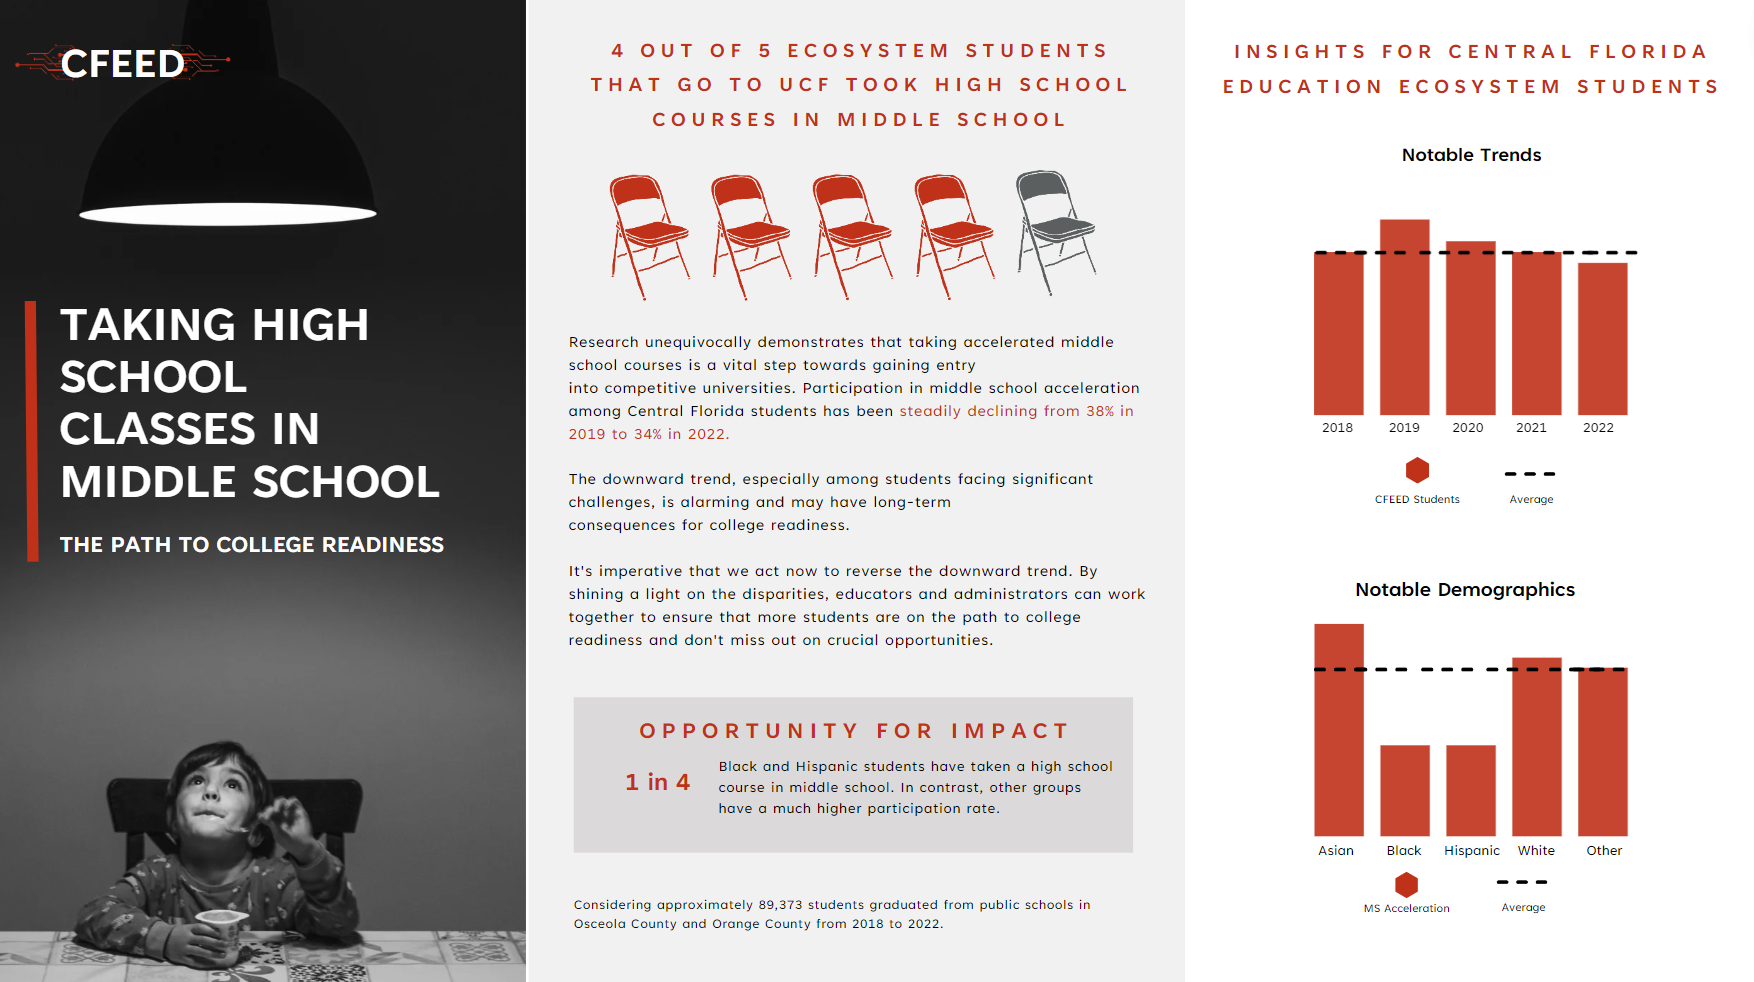 CFEED
TAKING HIGH
SCHOOL
CLASSES IN
MIDDLE SCHOOL
THE PATH TO COLLEGE READINESS
4 OUT OF 5 ECOSYSTEM STUDENTS
THAT GO TO UCF TOOK HIGH SCHOOL
COURSES IN MIDDLE SCHOOL
Research unequivocally demonstrates that taking accelerated middle
school courses is a vital step towards gaining entry
into competitive universities. Participation in middle school acceleration
among Central Florida students has been steadily declining from 38% in
2019 to 34% in 2022.
The downward trend, especially among students facing significant
challenges, is alarming and may have long-term
consequences for college readiness.
It's imperative that we act now to reverse the downward trend. By
shining a light on the disparities, educators and administrators can work
together to ensure that more students are on the path to college
readiness and don't miss out on crucial opportunities.
OPPORTUNITY FOR IMPACT
1 in 4
Black and Hispanic students have taken a high school
course in middle school. In contrast, other groups
have a much higher participation rate.
Considering approximately 89,373 students graduated from public schools in
Osceola County and Orange County from 2018 to 2022.
INSIGHTS FOR CENTRAL FLORIDA
EDUCATION ECOSYSTEM STUDENTS
Notable Trends
2018 2019 2020 2021 2022
CFEED Students Average
Notable Demographics
Asian Black Hispanic White Other
MS Acceleration Average